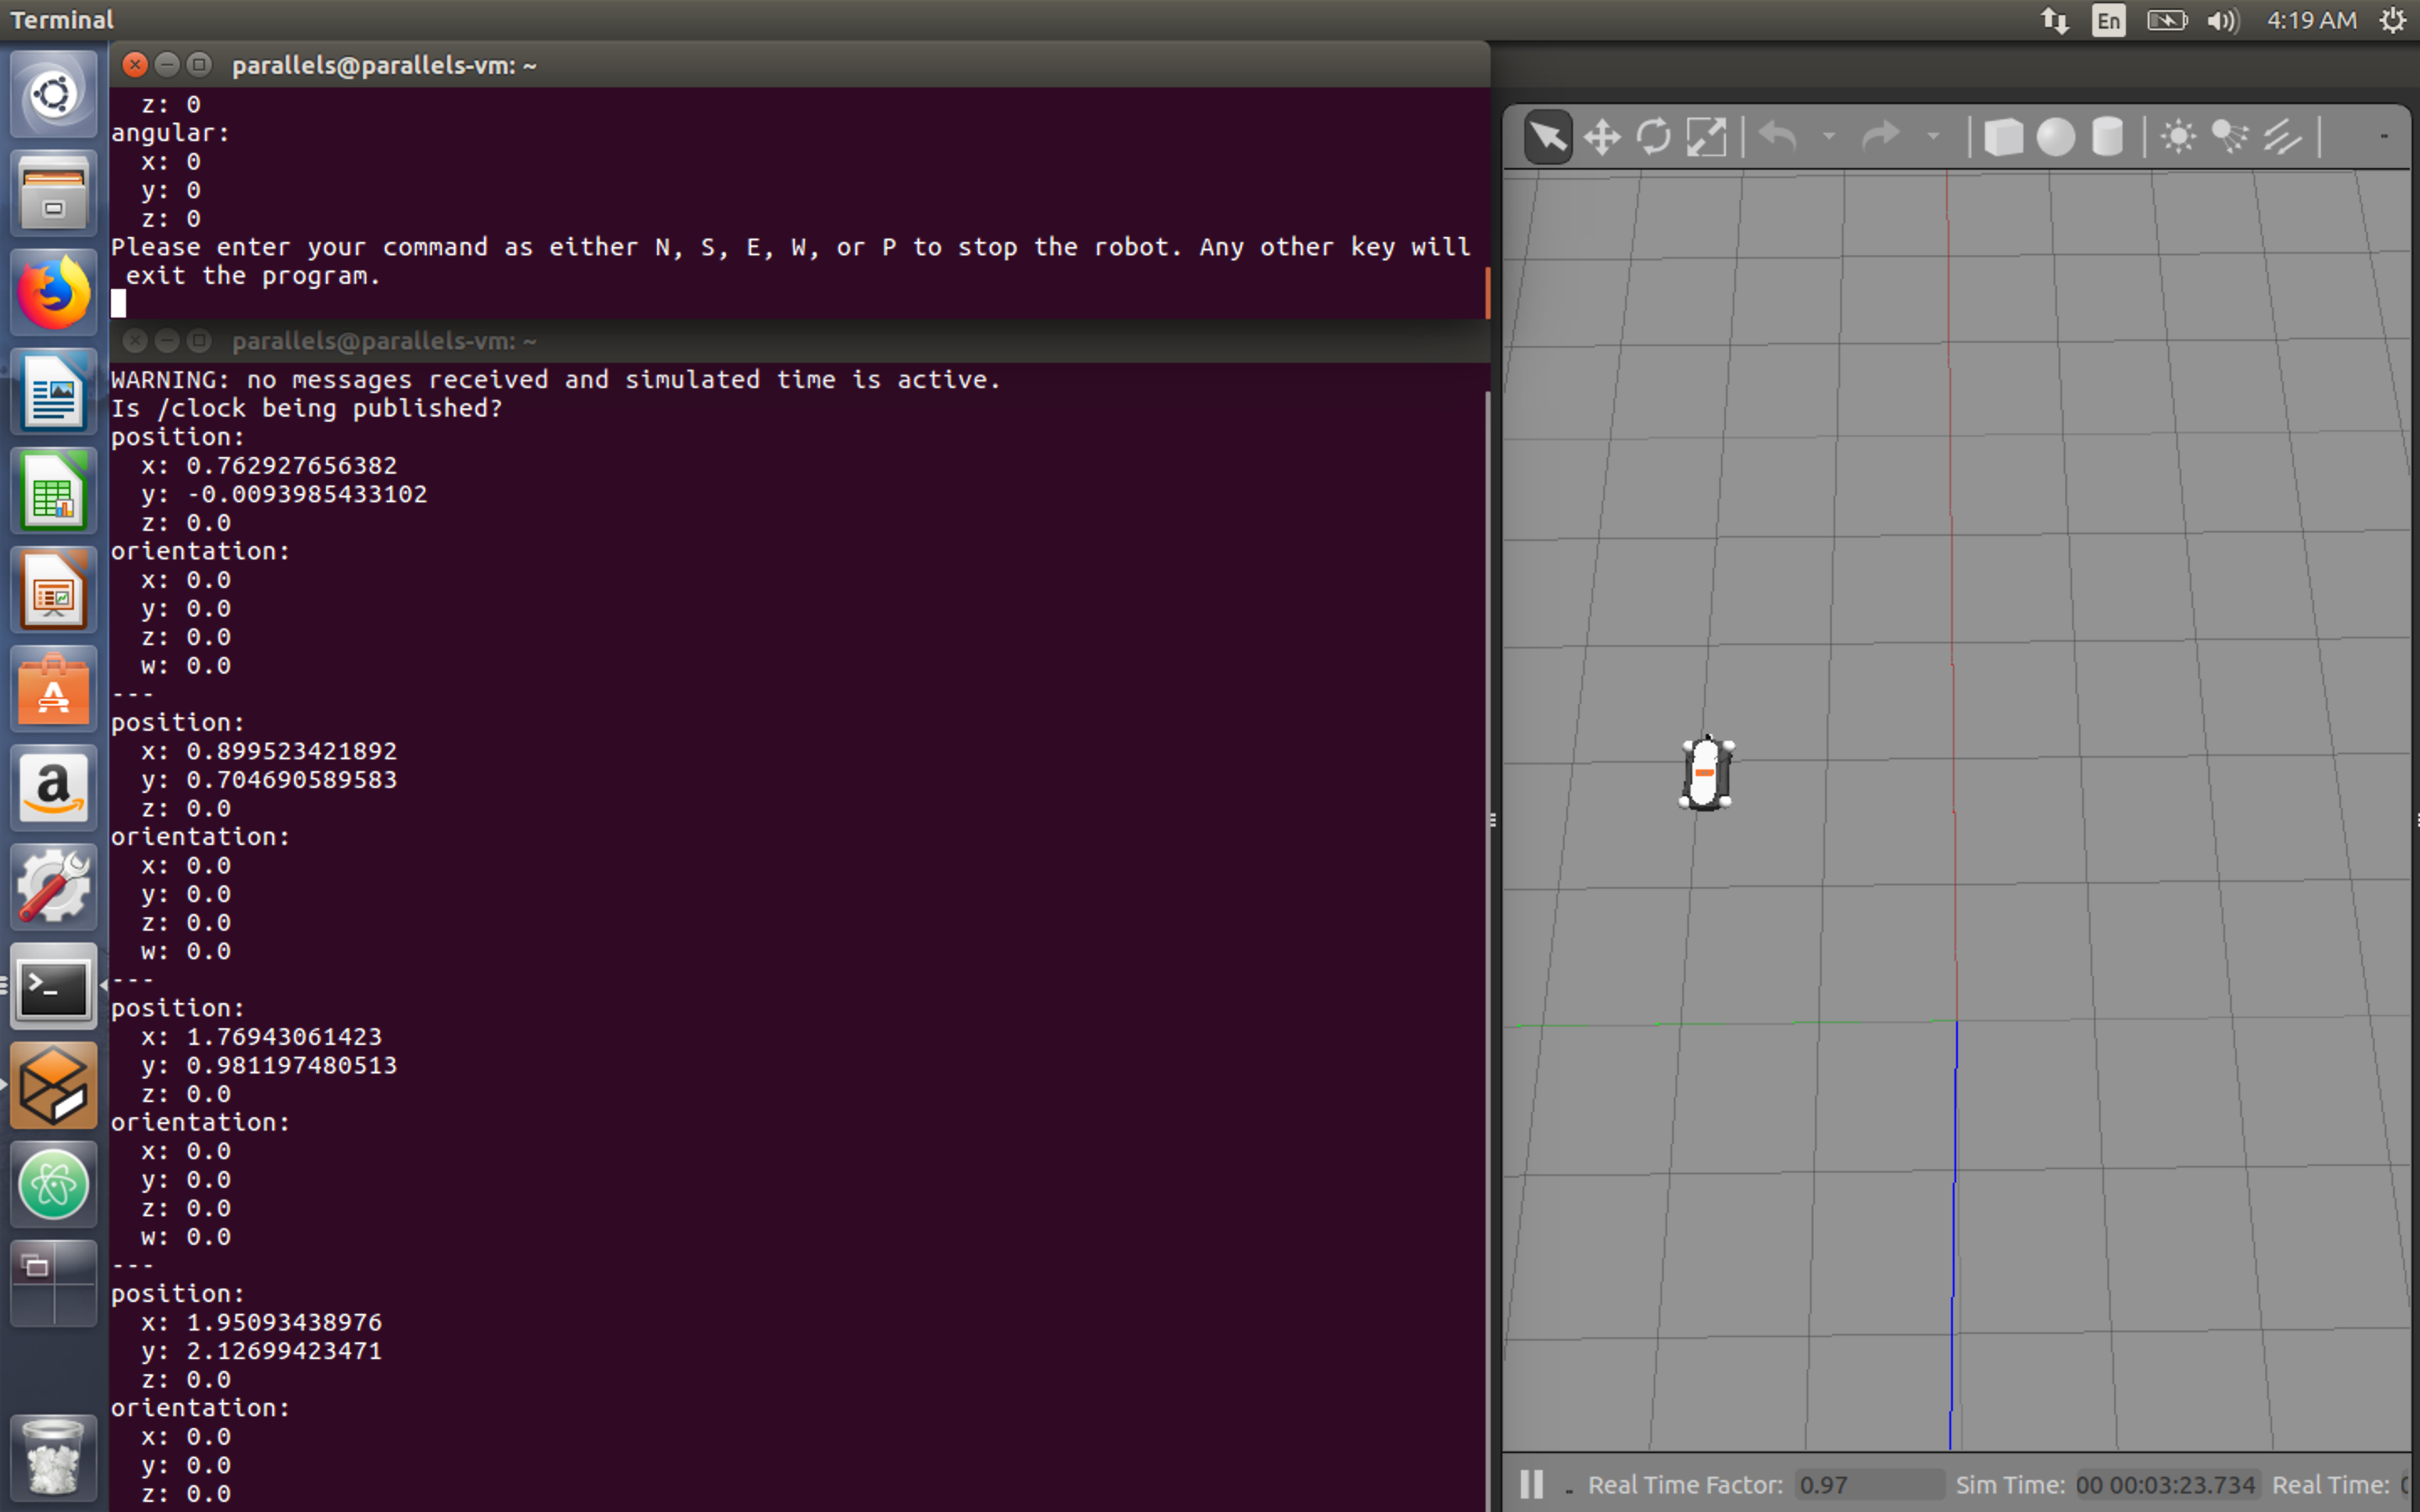 Terminal
En
4:19 AM
parallels@parallels-vm: ~
  z: 0
angular:
  x: 0
  y: 0
  z: 0
Please enter your command as either N, S, E, W, or P to stop the robot. Any other key will
 exit the program.
parallels@parallels-vm: ~
WARNING: no messages received and simulated time is active.
Is /clock being published?
position:
  x: 0.762927656382
  y: -0.0093985433102
  z: 0.0
orientation:
  x: 0.0
  y: 0.0
  z: 0.0
  w: 0.0
---
position:
  x: 0.899523421892
  y: 0.704690589583
  z: 0.0
orientation:
  x: 0.0
  y: 0.0
  z: 0.0
  w: 0.0
---
position:
  x: 1.76943061423
  y: 0.981197480513
  z: 0.0
orientation:
  x: 0.0
  y: 0.0
  z: 0.0
  w: 0.0
---
position:
  x: 1.95093438976
  y: 2.12699423471
  z: 0.0
orientation:
  x: 0.0
  y: 0.0
  z: 0.0
Real Time Factor: 0.97 Sim Time: 00 00:03:23.734 Real Time: